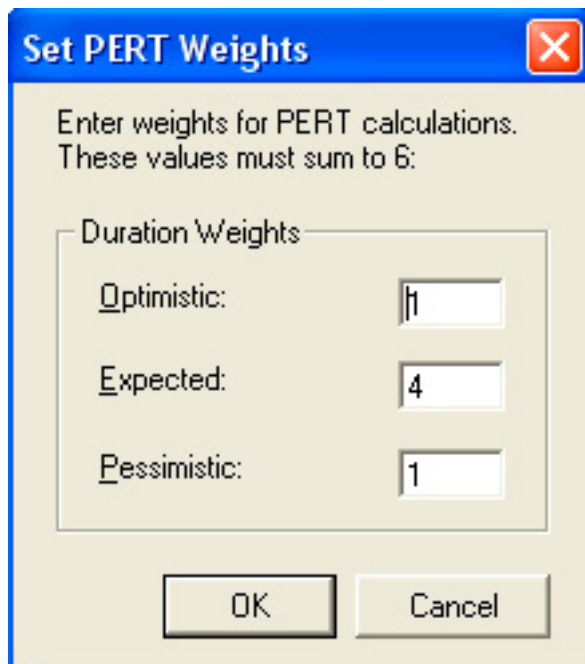 Set PERT Weights
Enter weights for PERT calculations.
These values must sum to 6:
Duration Weights
Optimistic: 1
Expected: 4
Pessimistic: 1
OK Cancel